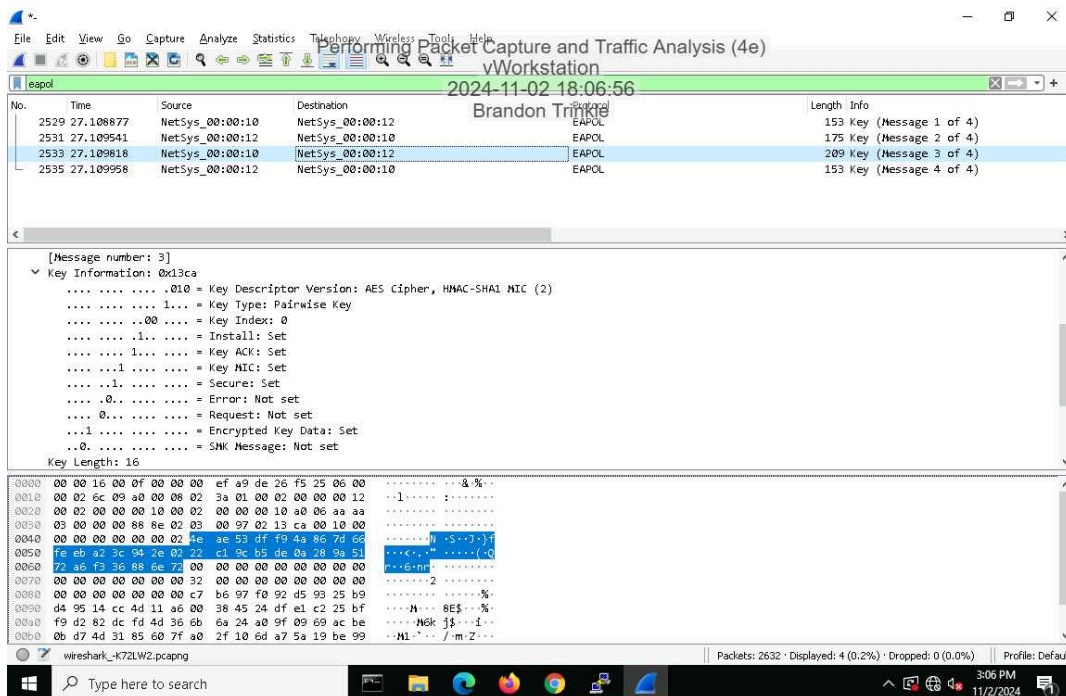 *-
File Edit View Go Capture Analyze Statistics Telephony Wireless Tools Help
Performing Packet Capture and Traffic Analysis (4e)
vWorkstation
2024-11-02 18:06:56
Brandon Trinkle
eapol
No. Time Source Destination Protocol Length Info
2529 27.108877 NetSys_00:00:10 NetSys_00:00:12 EAPOL 153 Key (Message 1 of 4)
2531 27.109541 NetSys_00:00:12 NetSys_00:00:10 EAPOL 175 Key (Message 2 of 4)
2533 27.109818 NetSys_00:00:10 NetSys_00:00:12 EAPOL 209 Key (Message 3 of 4)
2535 27.109958 NetSys_00:00:12 NetSys_00:00:10 EAPOL 153 Key (Message 4 of 4)
[Message number: 3]
Key Information: 0x13ca
.... .... .... .010 = Key Descriptor Version: AES Cipher, HMAC-SHA1 MIC (2)
.... .... .... 1... = Key Type: Pairwise Key
.... .... ..00 .... = Key Index: 0
.... .... .1.. .... = Install: Set
.... .... 1... .... = Key ACK: Set
.... ...1 .... .... = Key MIC: Set
.... ..1. .... .... = Secure: Set
.... .0.. .... .... = Error: Not set
.... 0... .... .... = Request: Not set
...1 .... .... .... = Encrypted Key Data: Set
..0. .... .... .... = SMK Message: Not set
Key Length: 16
0000 00 00 16 00 0f 00 00 00 ef a9 de 26 f5 25 06 00 ········ ···&·%··
0010 00 02 6c 09 a0 00 08 02 3a 01 00 02 00 00 00 12 ··l····· :·······
0020 00 02 00 00 00 10 00 02 00 00 00 10 a0 06 aa aa ········ ········
0030 03 00 00 00 88 8e 02 03 00 97 02 13 ca 00 10 00 ········ ········
0040 00 00 00 00 00 00 02 4e ae 53 df f9 4a 86 7d 66 ·······N ·S··J·}f
0050 fe eb a2 3c 94 2e 02 22 c1 9c b5 de 0a 28 9a 51 ···<·.·" ·····(·Q
0060 72 a6 f3 36 88 6e 72 00 00 00 00 00 00 00 00 00 r··6·nr· ········
0070 00 00 00 00 00 00 32 00 00 00 00 00 00 00 00 00 ······2· ········
0080 00 00 00 00 00 00 00 c7 b6 97 f0 92 d5 93 25 b9 ········ ······%·
0090 d4 95 14 cc 4d 11 a6 00 38 45 24 df e1 c2 25 bf ····M··· 8E$···%·
00a0 f9 d2 82 dc fd 4d 36 6b 6a 24 a0 9f 09 69 ac be ·····M6k j$···i··
00b0 0b d7 4d 31 85 60 7f a0 2f 10 6d a7 5a 19 be 99 ··M1·`·· /·m·Z···
wireshark_-K72LW2.pcapng Packets: 2632 · Displayed: 4 (0.2%) · Dropped: 0 (0.0%) Profile: Defau
Type here to search
3:06 PM
11/2/2024